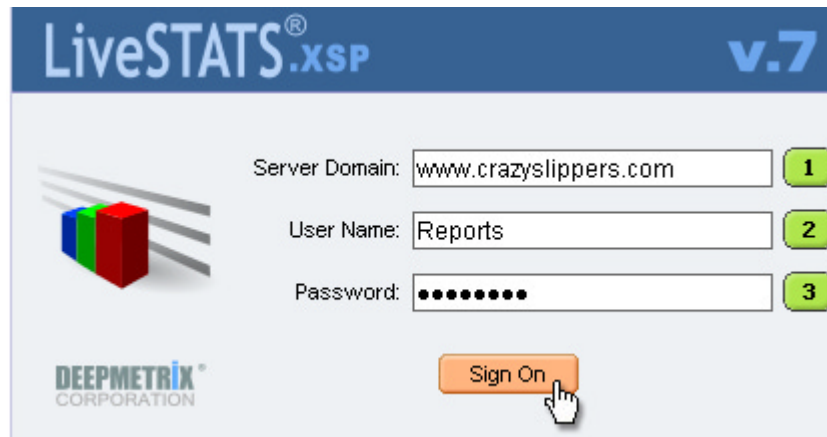 LiveSTATS®.XSP v.7
Server Domain: www.crazyslippers.com 1
User Name: Reports 2
Password: ●●●●●●●● 3
DEEPMETRIX®
CORPORATION
Sign On